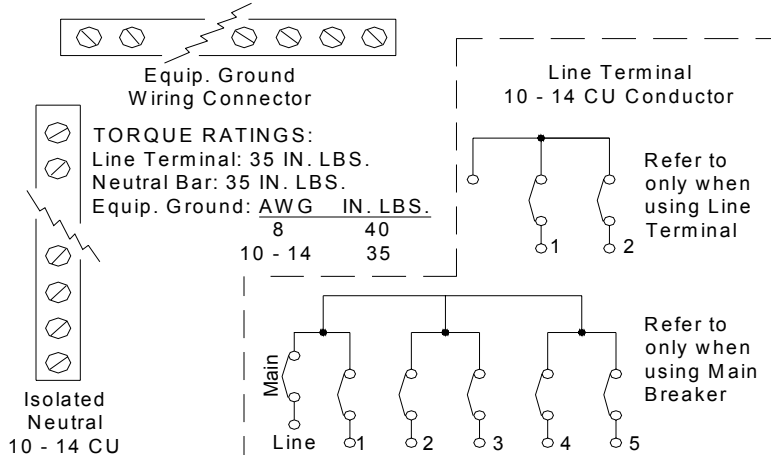 Equip. Ground
Wiring Connector
TORQUE RATINGS:
Line Terminal: 35 IN. LBS.
Neutral Bar: 35 IN. LBS.
Equip. Ground: AWG IN. LBS.
8 40
10 - 14 35
Isolated
Neutral
10 - 14 CU
Line Terminal
10 - 14 CU Conductor
1 2
Refer to
only when
using Line
Terminal
Main
Line 1 2 3 4 5
Refer to
only when
using Main
Breaker